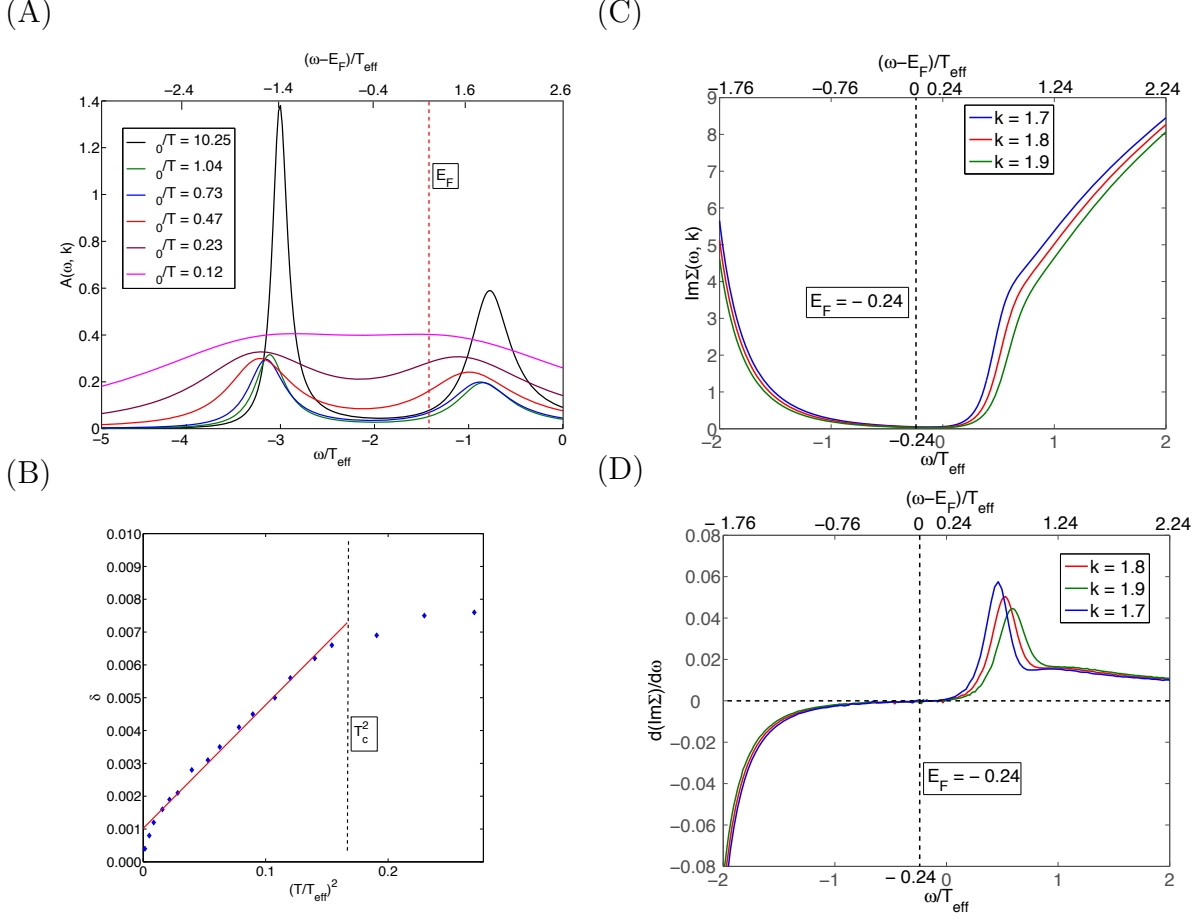 (A)
(ω−E_F)/T_eff
−2.4 −1.4 −0.4 1.6 2.6
1.4
1.2
1
0.8
0.6
0.4
0.2
0
A(ω, k)
₀/T = 10.25
₀/T = 1.04
₀/T = 0.73
₀/T = 0.47
₀/T = 0.23
₀/T = 0.12
E_F
−5 −4 −3 −2 −1 0
ω/T_eff
(B)
0.010
0.009
0.008
0.007
0.006
0.005
0.004
0.003
0.002
0.001
0.000
δ
T_c^2
0 0.1 0.2
(T/T_eff)^2
(C)
(ω−E_F)/T_eff
−1.76 −0.76 0 0.24 1.24 2.24
9
8
7
6
5
4
3
2
1
0
ImΣ(ω, k)
k = 1.7
k = 1.8
k = 1.9
E_F = − 0.24
−2 −1 −0.24 0 1 2
ω/T_eff
(D)
(ω−E_F)/T_eff
−1.76 −0.76 0 0.24 1.24 2.24
0.08
0.06
0.04
0.02
0
−0.02
−0.04
−0.06
−0.08
d(ImΣ)/dω
k = 1.8
k = 1.9
k = 1.7
E_F = − 0.24
−2 −1 −0.24 0 1 2
ω/T_eff